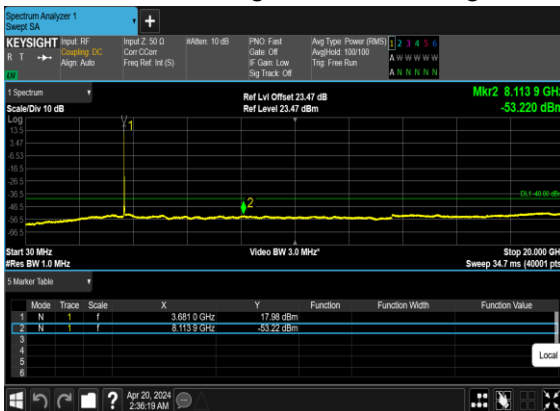 Spectrum Analyzer 1
Swept SA
KEYSIGHT Input: RF Input Z: 50 Ω #Atten: 10 dB PNO: Fast Avg Type: Power (RMS) 1 2 3 4 5 6
R T Coupling: DC Corr CCorr Gate: Off Avg|Hold: 100/100 A W W W W W
Align: Auto Freq Ref: Int (S) IF Gain: Low Trig: Free Run
LV Sig Track: Off A N N N N N
1 Spectrum Ref Lvl Offset 23.47 dB Mkr2 8.113 9 GHz
Scale/Div 10 dB Ref Level 23.47 dBm -53.220 dBm
Log
1
13.5
3.47
-6.53
-16.5
-26.5
DL1 -40.00 dBm
-36.5
2
-46.5
-56.5
-66.5
Start 30 MHz Video BW 3.0 MHz* Stop 20.000 GH
#Res BW 1.0 MHz Sweep 34.7 ms (40001 pts
5 Marker Table
Mode Trace Scale X Y Function Function Width Function Value
1 N 1 f 3.681 0 GHz 17.98 dBm
2 N 1 f 8.113 9 GHz -53.22 dBm
3
4
5
6
Local
? Apr 20, 2024
2:36:19 AM